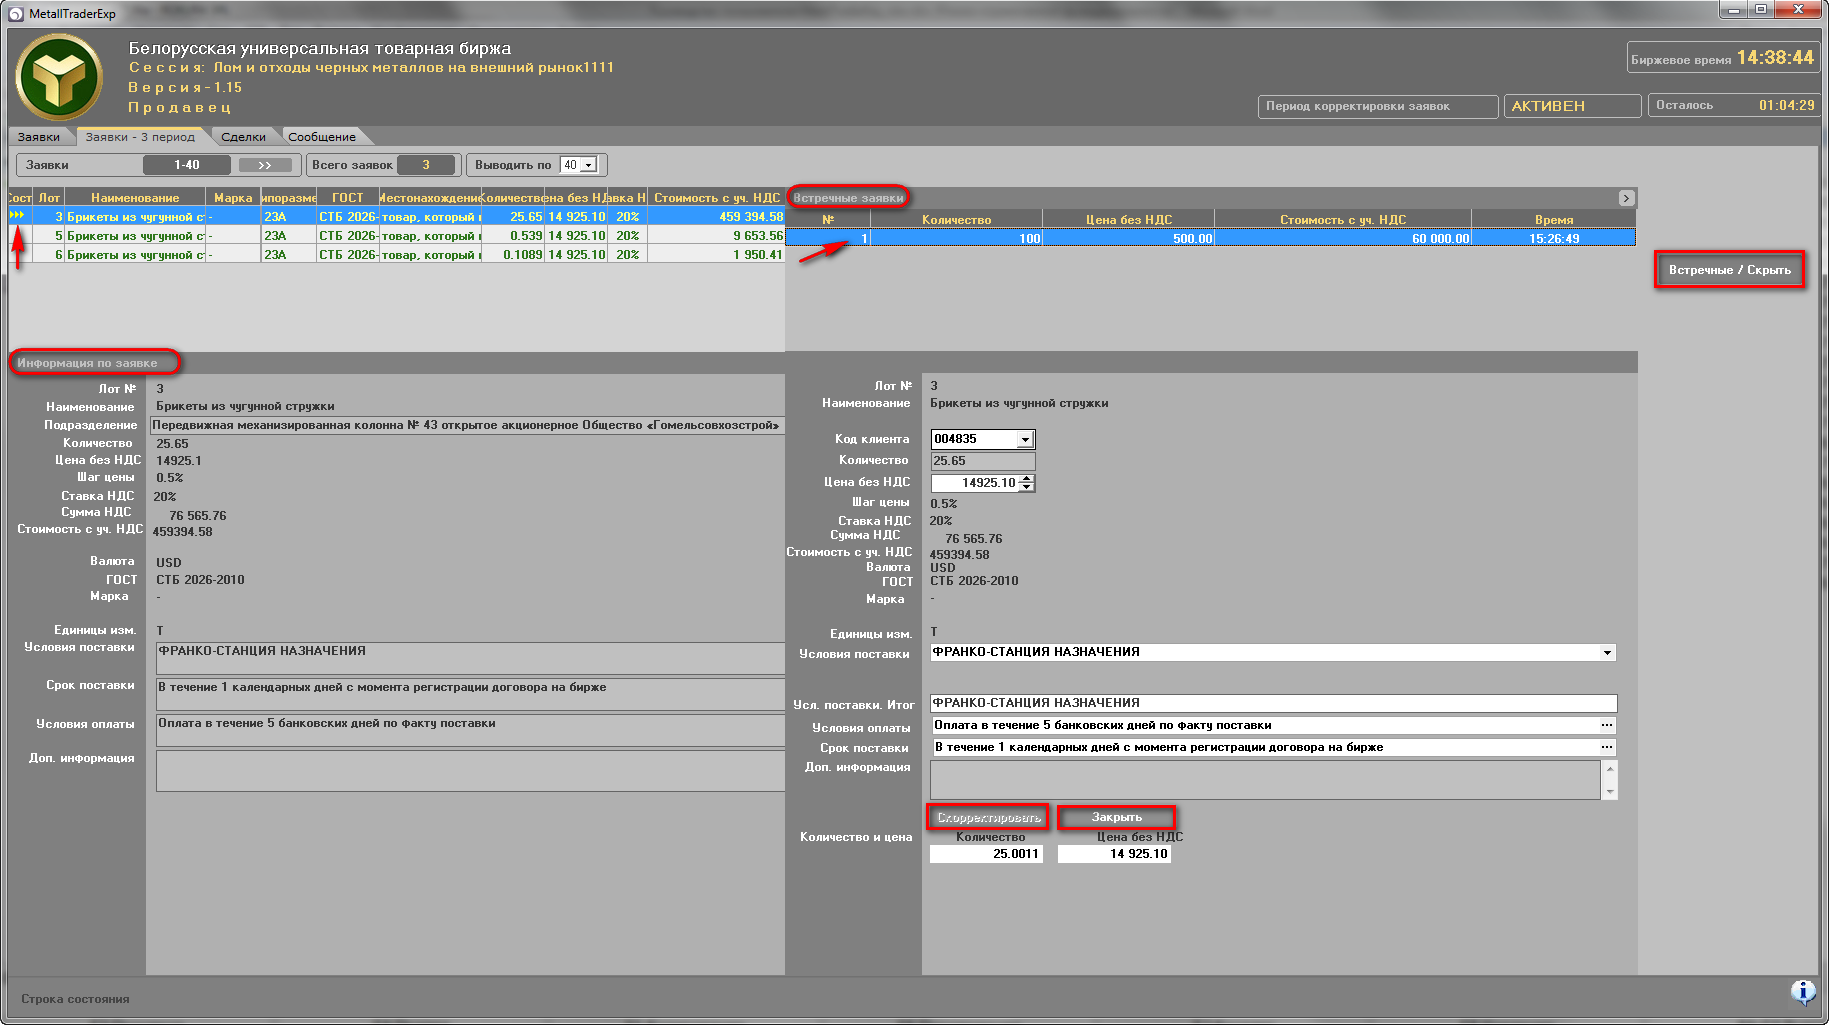 MetallTraderExp
Белорусская универсальная товарная биржа
Сессия: Лом и отходы черных металлов на внешний рынок1111
Версия-1.15
Продавец
Биржевое время 14:38:44
Период корректировки заявок АКТИВЕН Осталось 01:04:29
Заявки Заявки - 3 период Сделки Сообщение
Заявки 1-40 >> Всего заявок 3 Выводить по 40
Лот Наименование Марка ГОСТ Стоимость с уч. НДС
3 Брикеты из чугунной ст - 23А СТБ 2026- товар, который 25.65 14 925.10 20% 459 394.58
5 Брикеты из чугунной ст - 23А СТБ 2026- товар, который 0.539 14 925.10 20% 9 653.56
6 Брикеты из чугунной ст - 23А СТБ 2026- товар, который 0.1089 14 925.10 20% 1 950.41
Встречные заявки >
№ Количество Цена без НДС Стоимость с уч. НДС Время
1 100 500.00 60 000.00 15:26:49
Встречные / Скрыть
Информация по заявке
Лот № 3
Наименование Брикеты из чугунной стружки
Подразделение Передвижная механизированная колонна № 43 открытое акционерное Общество «Гомельсовхозстрой»
Количество 25.65
Цена без НДС 14925.1
Шаг цены 0.5%
Ставка НДС 20%
Сумма НДС 76 565.76
Стоимость с уч. НДС 459394.58
Валюта USD
ГОСТ СТБ 2026-2010
Марка -
Единицы изм. Т
Условия поставки ФРАНКО-СТАНЦИЯ НАЗНАЧЕНИЯ
Срок поставки В течение 1 календарных дней с момента регистрации договора на бирже
Условия оплаты Оплата в течение 5 банковских дней по факту поставки
Доп. информация
Лот № 3
Наименование Брикеты из чугунной стружки
Код клиента 004835
Количество 25.65
Цена без НДС 14925.10
Шаг цены 0.5%
Ставка НДС 20%
Сумма НДС 76 565.76
Стоимость с уч. НДС 459394.58
Валюта USD
ГОСТ СТБ 2026-2010
Марка -
Единицы изм. Т
Условия поставки ФРАНКО-СТАНЦИЯ НАЗНАЧЕНИЯ
Усл. поставки. Итог ФРАНКО-СТАНЦИЯ НАЗНАЧЕНИЯ
Условия оплаты Оплата в течение 5 банковских дней по факту поставки ...
Срок поставки В течение 1 календарных дней с момента регистрации договора на бирже ...
Доп. информация
Скорректировать Закрыть
Количество и цена Количество Цена без НДС
25.0011 14 925.10
Строка состояния